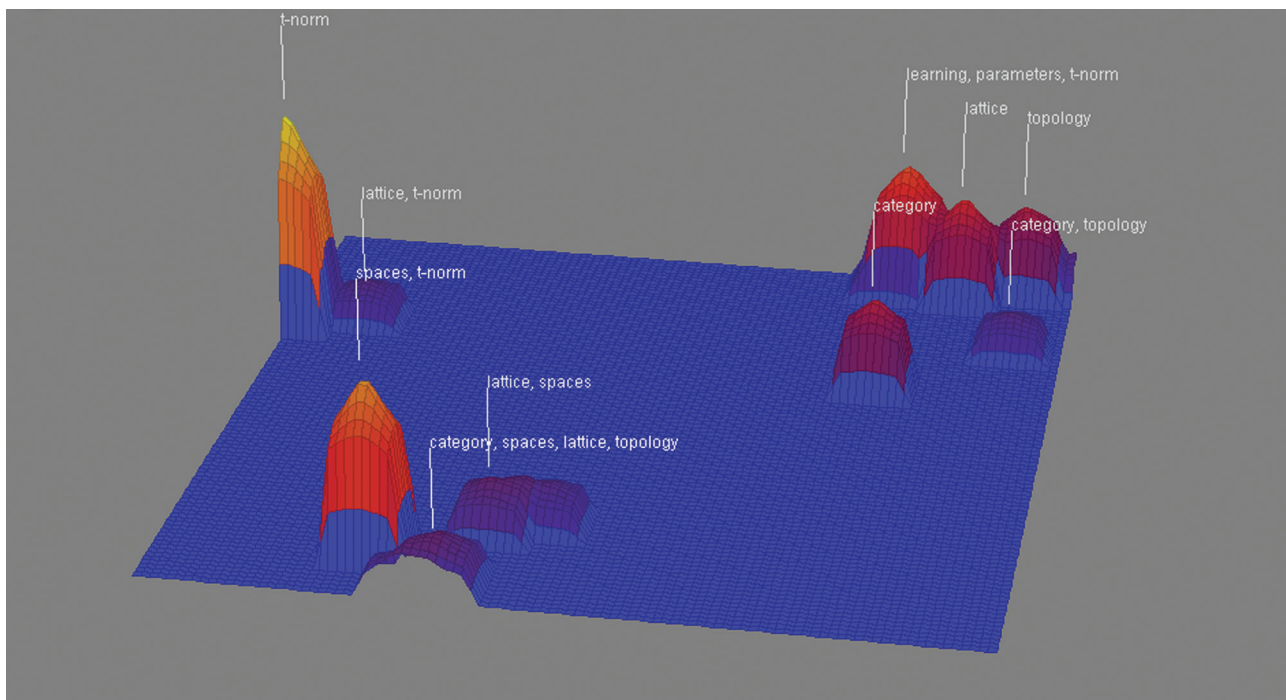 t-norm
learning, parameters, t-norm
lattice
topology
lattice, t-norm
category
category, topology
spaces, t-norm
lattice, spaces
category, spaces, lattice, topology